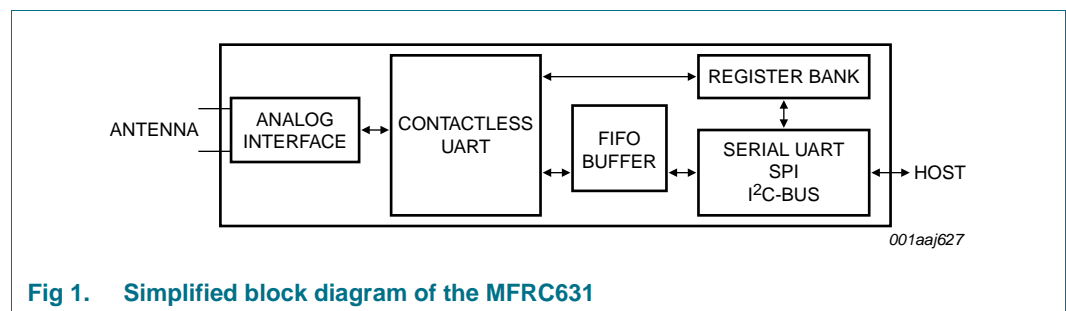 ANTENNA
ANALOG
INTERFACE
CONTACTLESS
UART
FIFO
BUFFER
REGISTER BANK
SERIAL UART
SPI
I²C-BUS
HOST
001aaj627
Fig 1. Simplified block diagram of the MFRC631